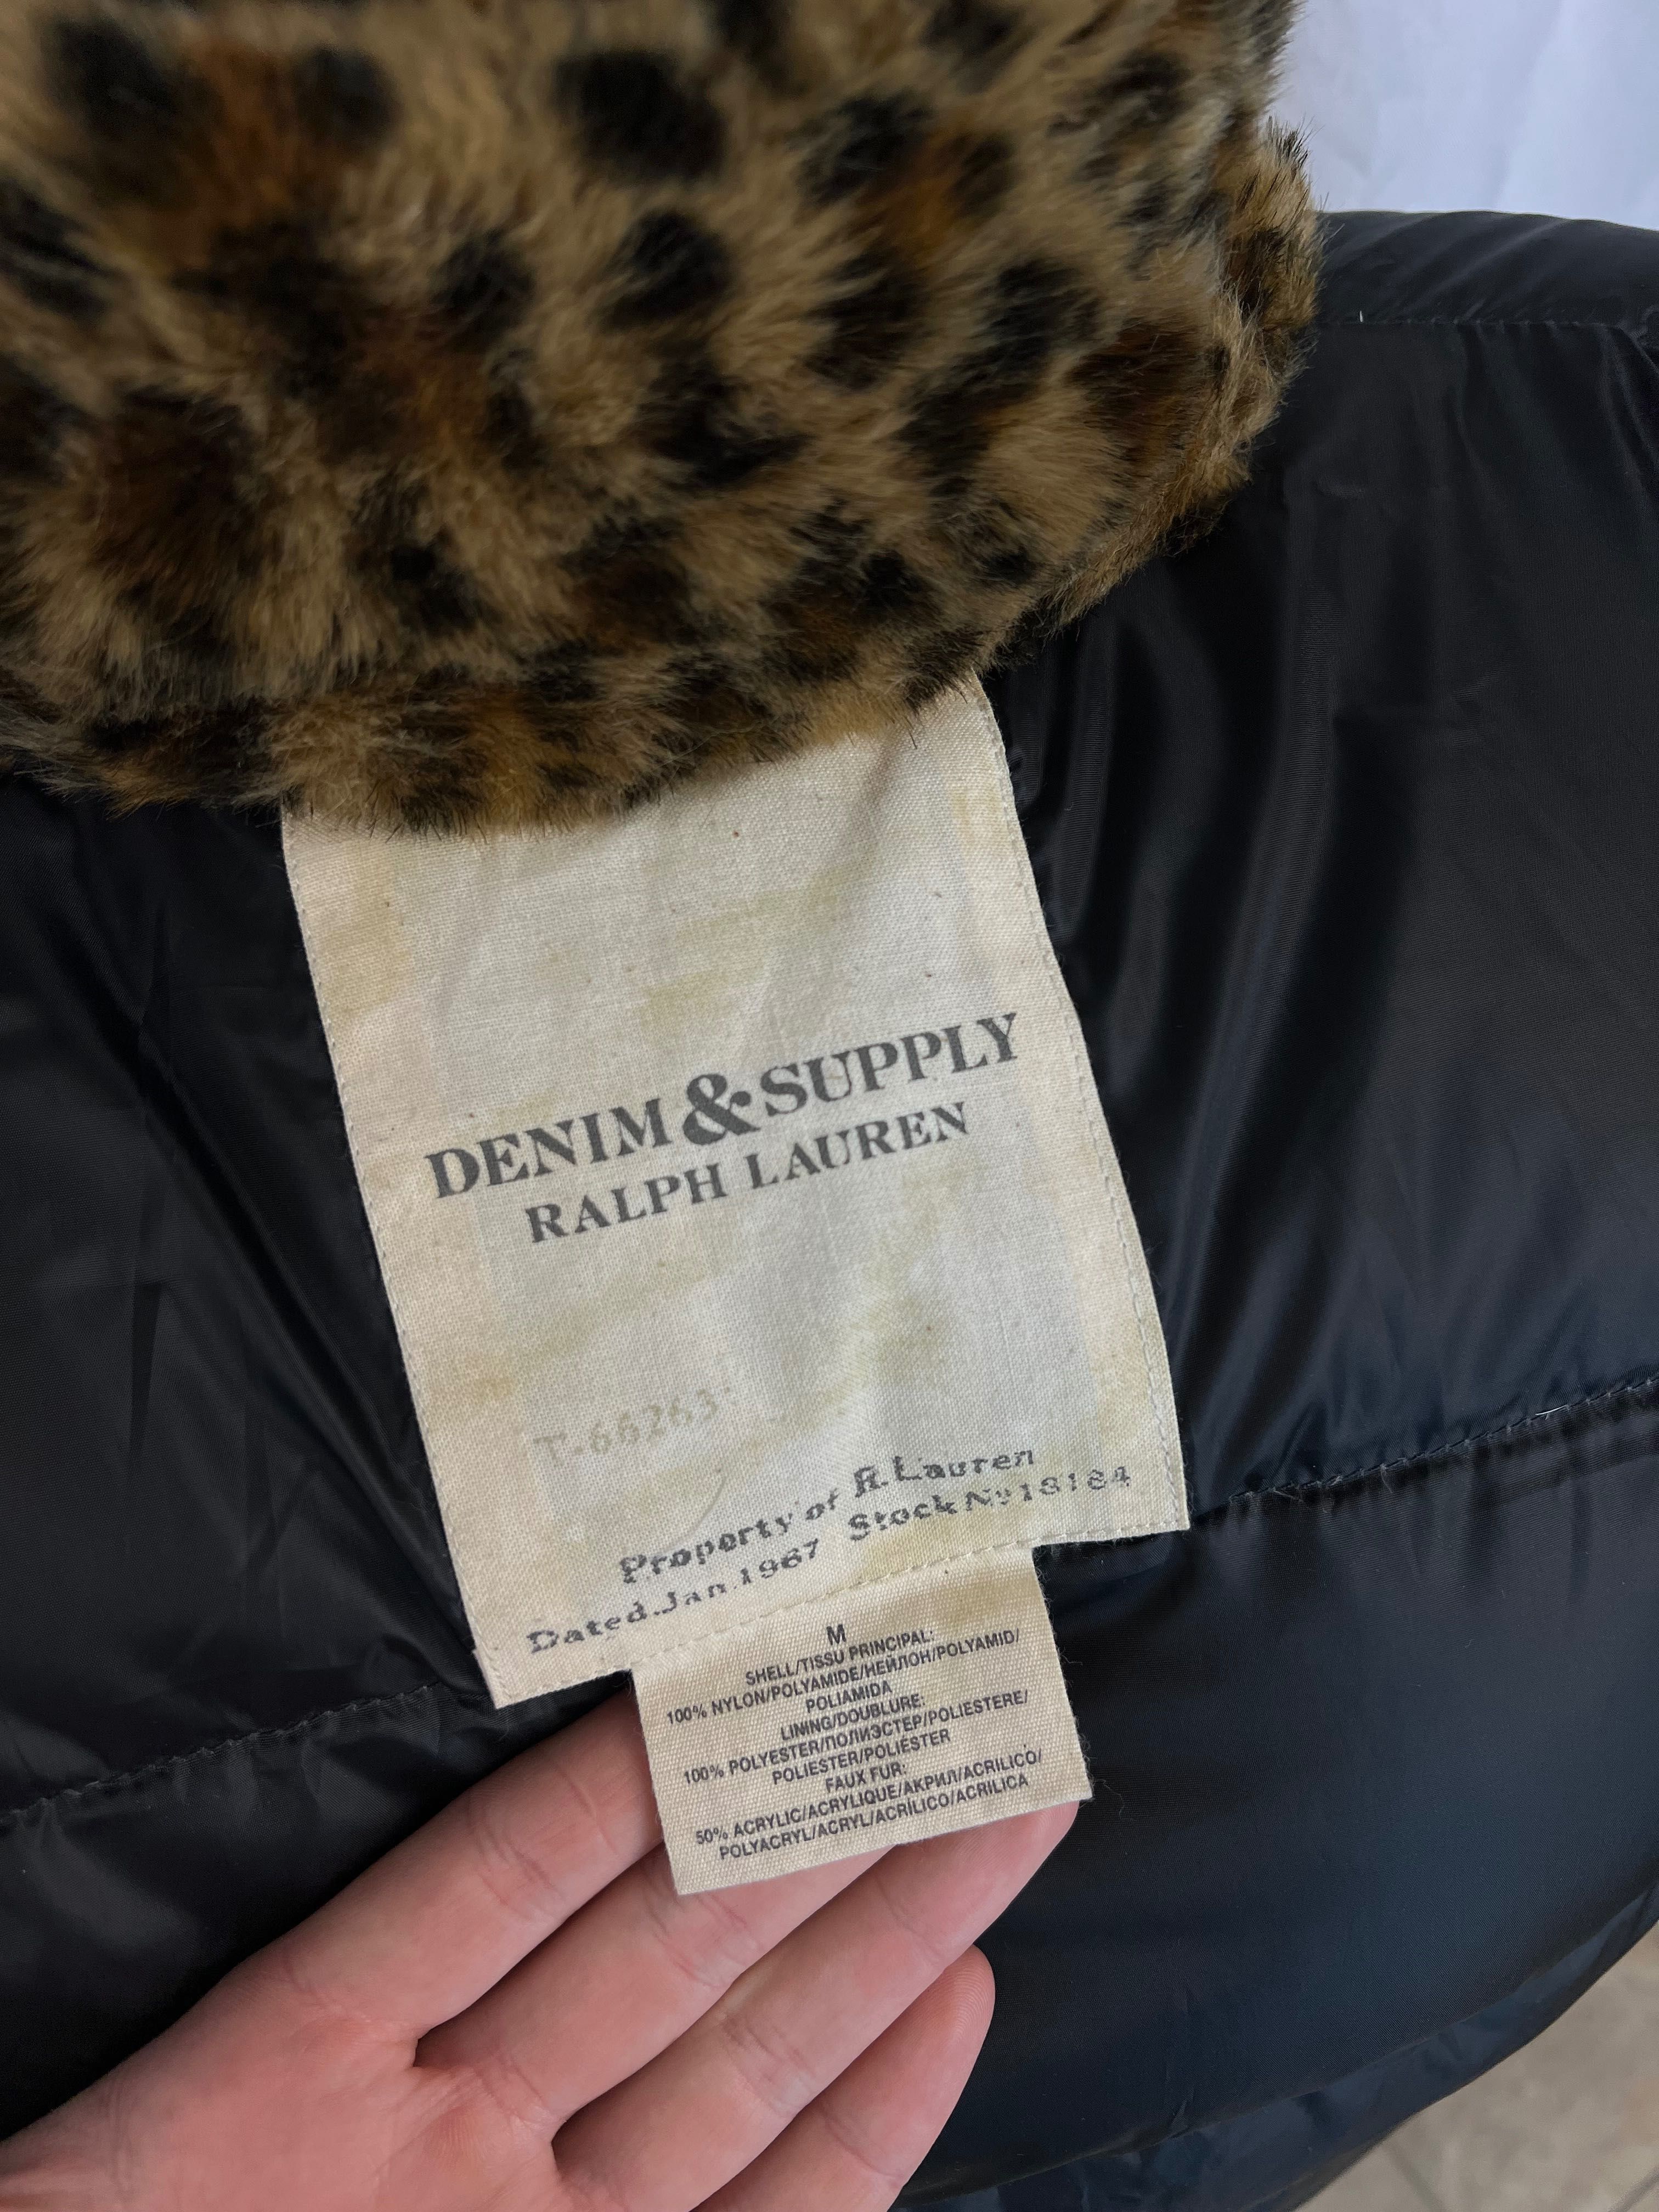 DENIM & SUPPLY
RALPH LAUREN
T-66263
Property of R. Lauren
Dated Jan. 1967 Stock № 18184
M
SHELL/TISSU PRINCIPAL:
100% NYLON/POLYAMIDE/НЕЙЛОН/POLYAMID/
POLIAMIDA
LINING/DOUBLURE:
100% POLYESTER/ПОЛИЭСТЕР/POLIESTERE/
POLIESTER/POLIÉSTER
FAUX FUR:
50% ACRYLIC/ACRYLIQUE/АКРИЛ/ACRILICO/
POLYACRYL/ACRYL/ACRÍLICO/ACRILICA